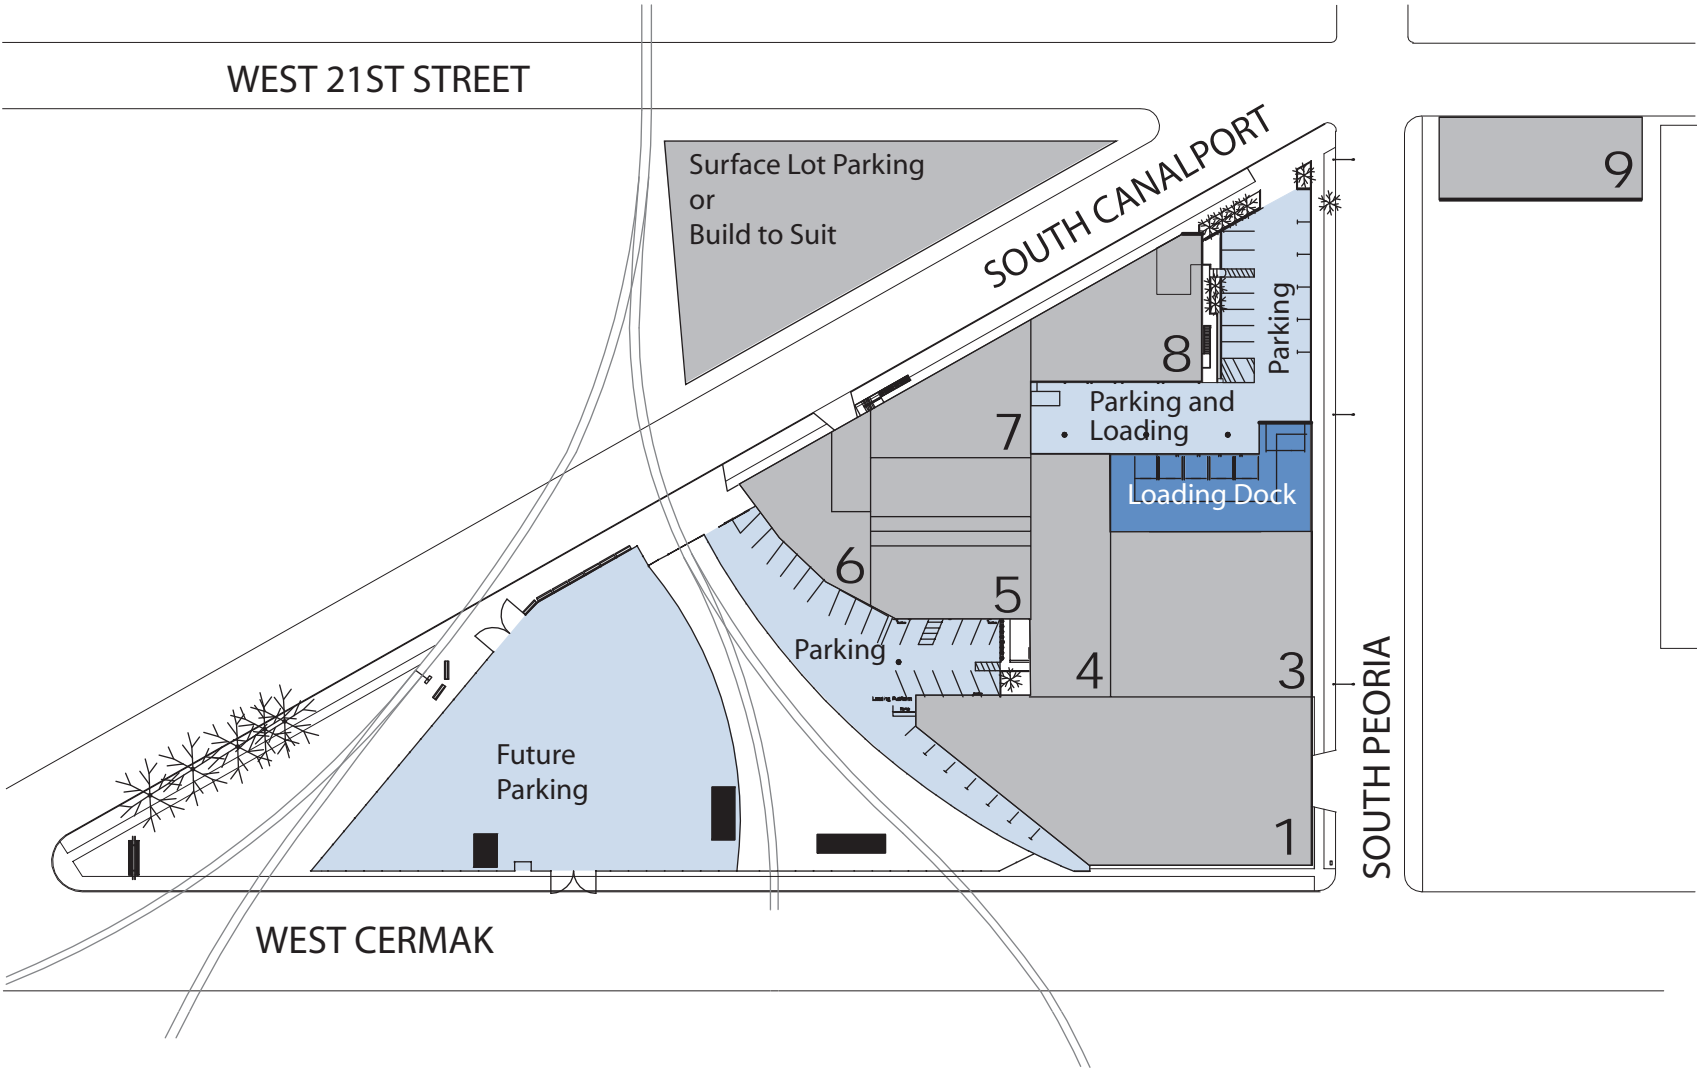 WEST 21ST STREET
Surface Lot Parking
or
Build to Suit
SOUTH CANALPORT
9
8
Parking
Parking and
Loading
7
Loading Dock
6
5
Parking
4
3
SOUTH PEORIA
Future
Parking
1
WEST CERMAK